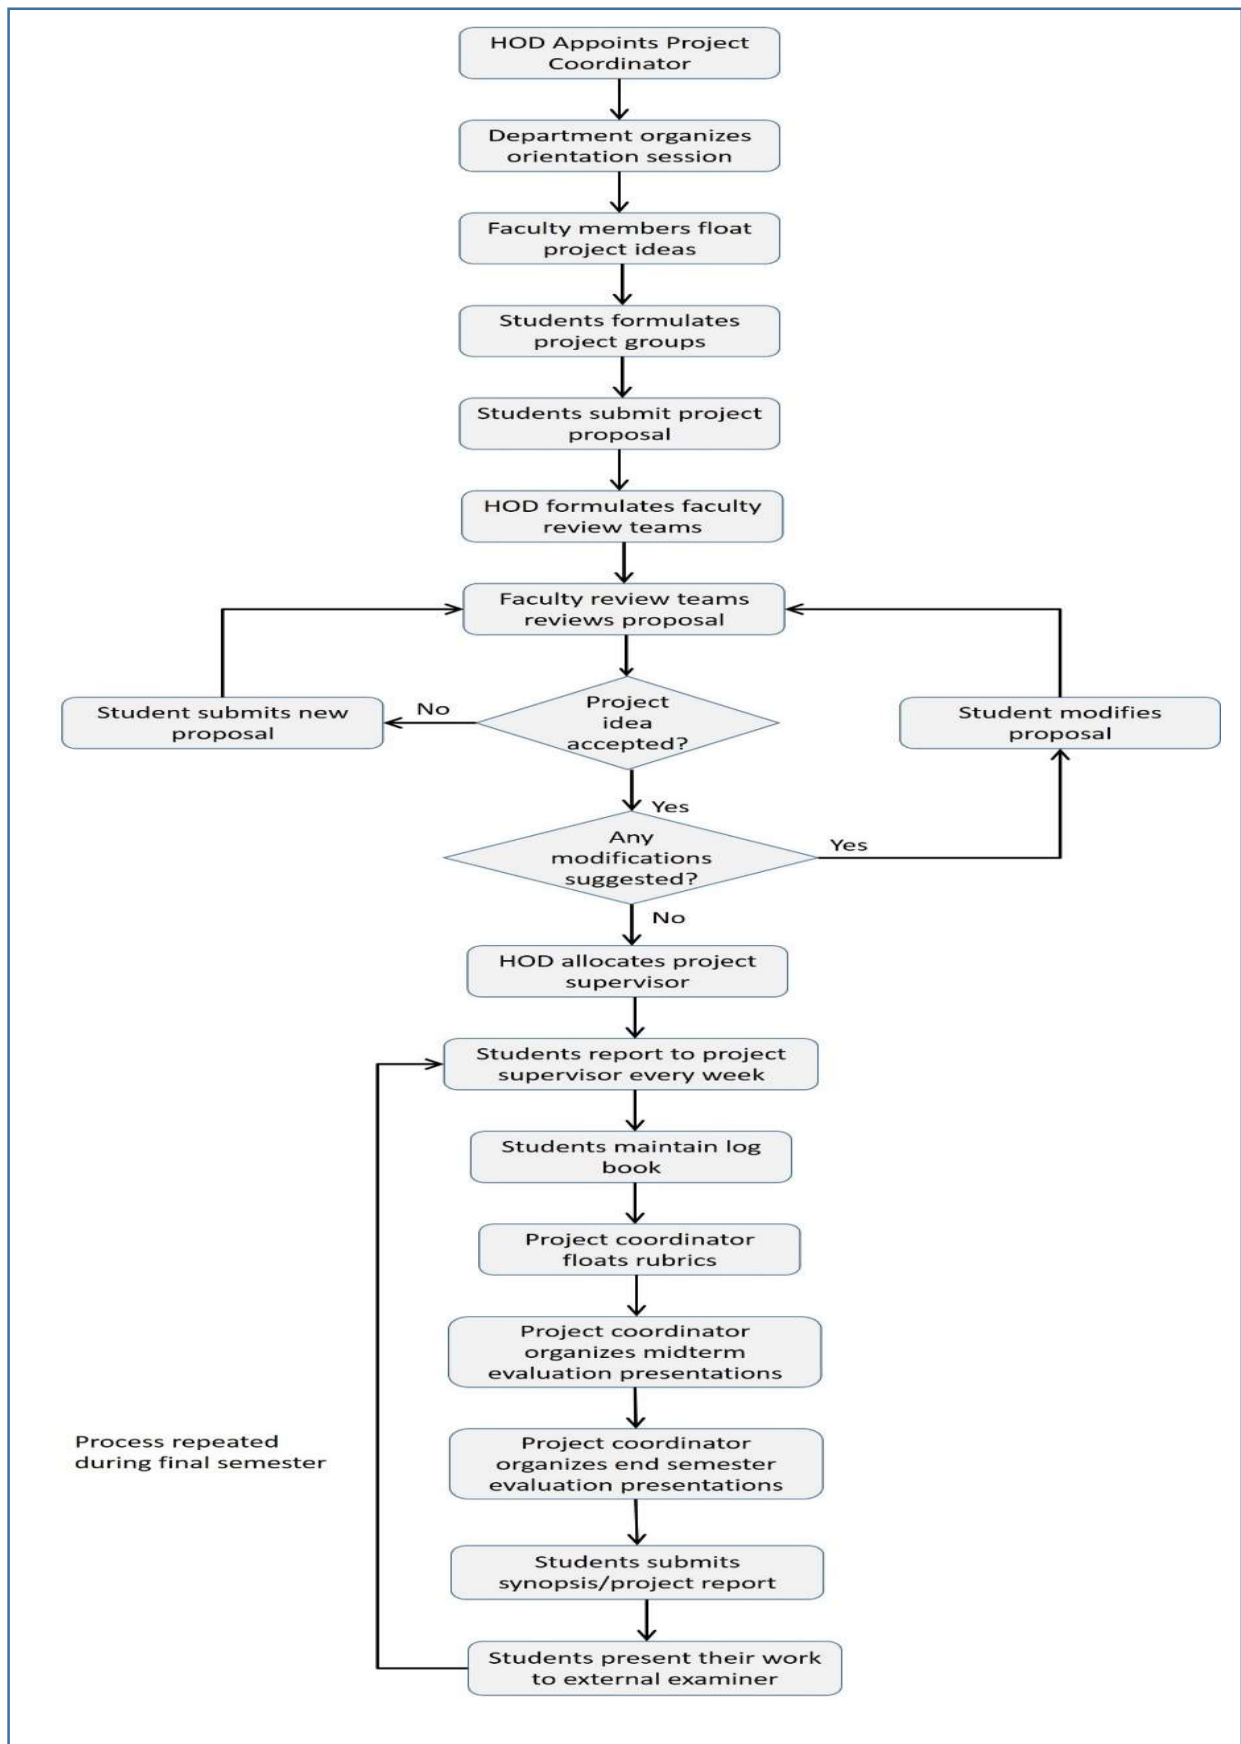 HOD Appoints Project
Coordinator
Department organizes
orientation session
Faculty members float
project ideas
Students formulates
project groups
Students submit project
proposal
HOD formulates faculty
review teams
Faculty review teams
reviews proposal
Student submits new
proposal
No
Project
idea
accepted?
Student modifies
proposal
Yes
Any
modifications
suggested?
Yes
No
HOD allocates project
supervisor
Students report to project
supervisor every week
Students maintain log
book
Project coordinator
floats rubrics
Project coordinator
organizes midterm
evaluation presentations
Process repeated
during final semester
Project coordinator
organizes end semester
evaluation presentations
Students submits
synopsis/project report
Students present their work
to external examiner